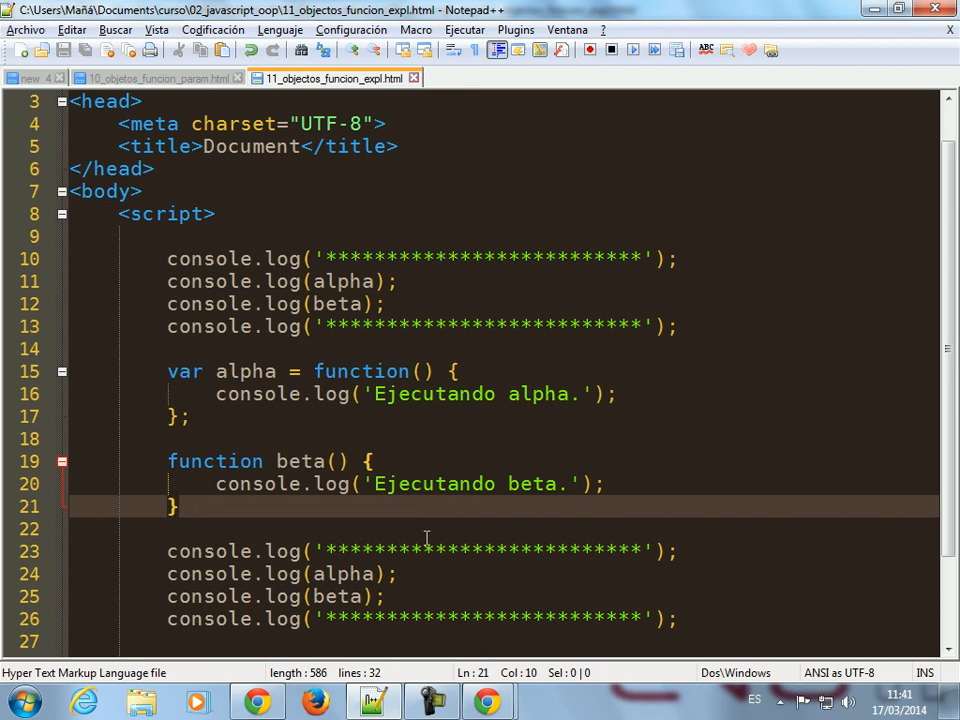 C:\Users\Mañá\Documents\curso\02_javascript_oop\11_objectos_funcion_expl.html - Notepad++
Archivo Editar Buscar Vista Codificación Lenguaje Configuración Macro Ejecutar Plugins Ventana ? X
new 4 10_objetos_funcion_param.html 11_objectos_funcion_expl.html
3 <head>
4 <meta charset="UTF-8">
5 <title>Document</title>
6 </head>
7 <body>
8 <script>
9
10 console.log('**************************');
11 console.log(alpha);
12 console.log(beta);
13 console.log('**************************');
14
15 var alpha = function() {
16 console.log('Ejecutando alpha.');
17 };
18
19 function beta() {
20 console.log('Ejecutando beta.');
21 }
22
23 console.log('**************************');
24 console.log(alpha);
25 console.log(beta);
26 console.log('**************************');
27
Hyper Text Markup Language file length : 586 lines : 32 Ln : 21 Col : 10 Sel : 0 | 0 Dos\Windows ANSI as UTF-8 INS
ES 11:41
17/03/2014